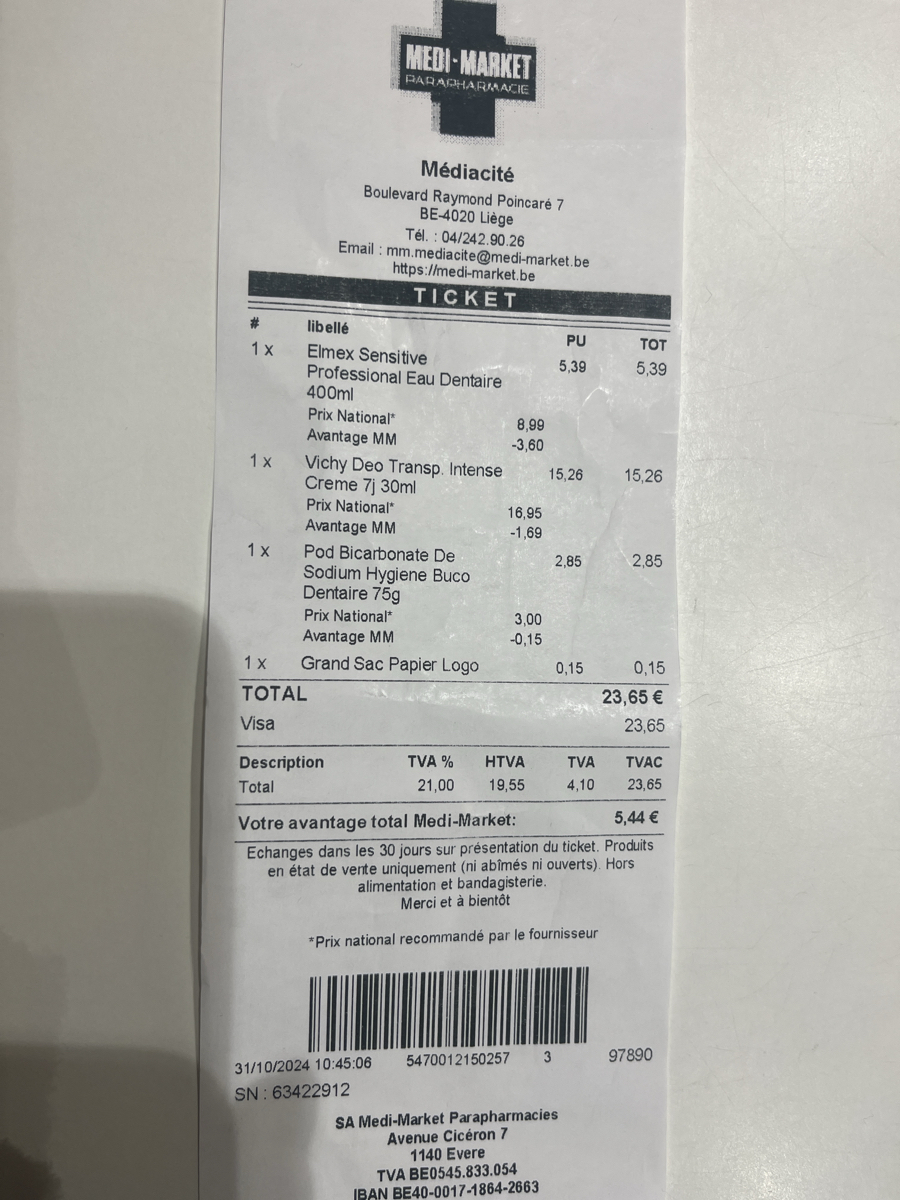 MEDI-MARKET
PARAPHARMACIE
Médiacité
Boulevard Raymond Poincaré 7
BE-4020 Liège
Tél. : 04/242.90.26
Email : mm.mediacite@medi-market.be
https://medi-market.be
TICKET
# libellé PU TOT
1 x Elmex Sensitive 5,39 5,39
Professional Eau Dentaire
400ml
Prix National* 8,99
Avantage MM -3,60
1 x Vichy Deo Transp. Intense 15,26 15,26
Creme 7j 30ml
Prix National* 16,95
Avantage MM -1,69
1 x Pod Bicarbonate De 2,85 2,85
Sodium Hygiene Buco
Dentaire 75g
Prix National* 3,00
Avantage MM -0,15
1 x Grand Sac Papier Logo 0,15 0,15
TOTAL 23,65 €
Visa 23,65
Description TVA % HTVA TVA TVAC
Total 21,00 19,55 4,10 23,65
Votre avantage total Medi-Market: 5,44 €
Echanges dans les 30 jours sur présentation du ticket. Produits
en état de vente uniquement (ni abîmés ni ouverts). Hors
alimentation et bandagisterie.
Merci et à bientôt
*Prix national recommandé par le fournisseur
31/10/2024 10:45:06 5470012150257 3 97890
SN : 63422912
SA Medi-Market Parapharmacies
Avenue Cicéron 7
1140 Evere
TVA BE0545.833.054
IBAN BE40-0017-1864-2663